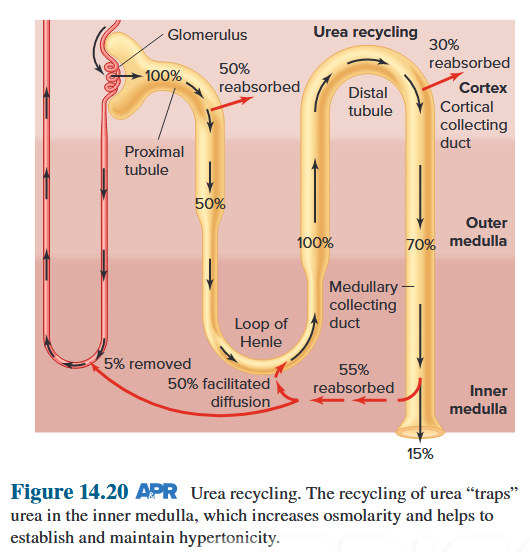 Glomerulus
Urea recycling
30%
reabsorbed
50%
reabsorbed
100%
Cortex
Distal
tubule
Cortical
collecting
duct
Proximal
tubule
50%
Outer
medulla
100%
70%
Medullary
collecting
duct
Loop of
Henle
5% removed
55%
reabsorbed
50% facilitated
diffusion
Inner
medulla
15%
Figure 14.20 AP&R Urea recycling. The recycling of urea “traps”
urea in the inner medulla, which increases osmolarity and helps to
establish and maintain hypertonicity.